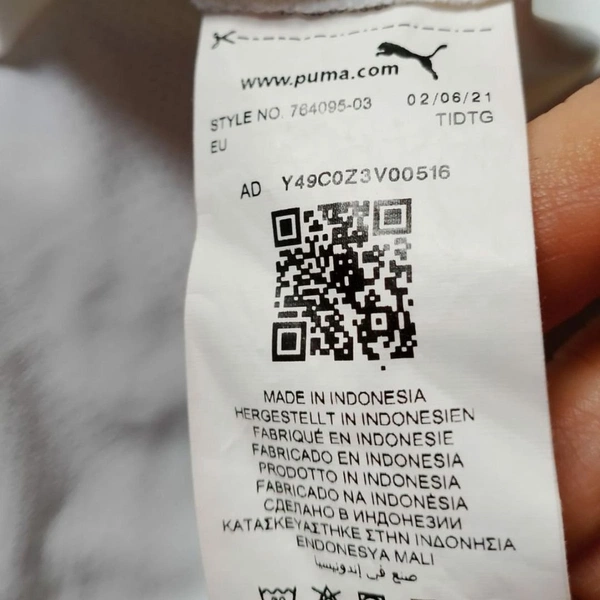 www.puma.com
STYLE NO. 764095-03 02/06/21
EU TIDTG
AD Y49C0Z3V00516
MADE IN INDONESIA
HERGESTELLT IN INDONESIEN
FABRIQUÉ EN INDONESIE
FABRICADO EN INDONESIA
PRODOTTO IN INDONESIA
FABRICADO NA INDONÉSIA
СДЕЛАНО В ИНДОНЕЗИИ
ΚΑΤΑΣΚΕΥΑΣΤΗΚΕ ΣΤΗΝ ΙΝΔΟΝΗΣΙΑ
ENDONESYA MALI
صنع في إندونيسيا